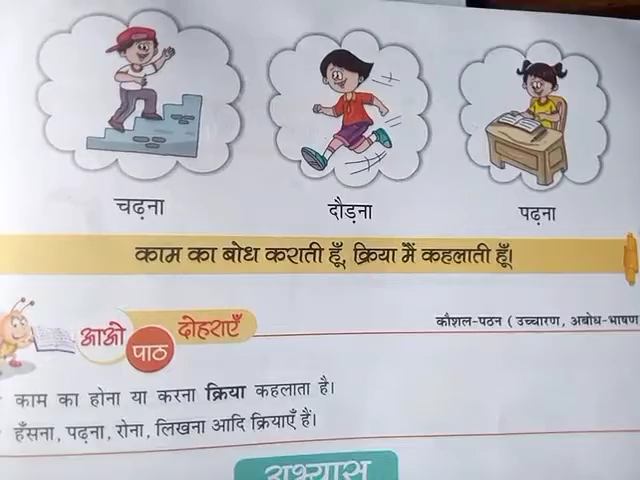 चढ़ना
दौड़ना
पढ़ना
काम का बोध कराती हूँ, क्रिया मैं कहलाती हूँ।
आओ पाठ दोहराएँ
कौशल-पठन ( उच्चारण, अबोध-भाषण
काम का होना या करना क्रिया कहलाता है।
हँसना, पढ़ना, रोना, लिखना आदि क्रियाएँ हैं।
अभ्यास